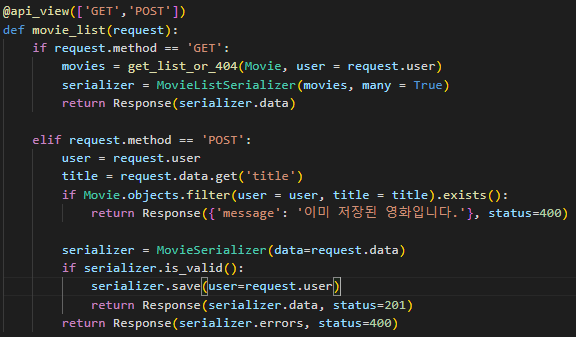 @api_view(['GET','POST'])
def movie_list(request):
    if request.method == 'GET':
        movies = get_list_or_404(Movie, user = request.user)
        serializer = MovieListSerializer(movies, many = True)
        return Response(serializer.data)

    elif request.method == 'POST':
        user = request.user
        title = request.data.get('title')
        if Movie.objects.filter(user = user, title = title).exists():
            return Response({'message': '이미 저장된 영화입니다.'}, status=400)

        serializer = MovieSerializer(data=request.data)
        if serializer.is_valid():
            serializer.save(user=request.user)
            return Response(serializer.data, status=201)
        return Response(serializer.errors, status=400)